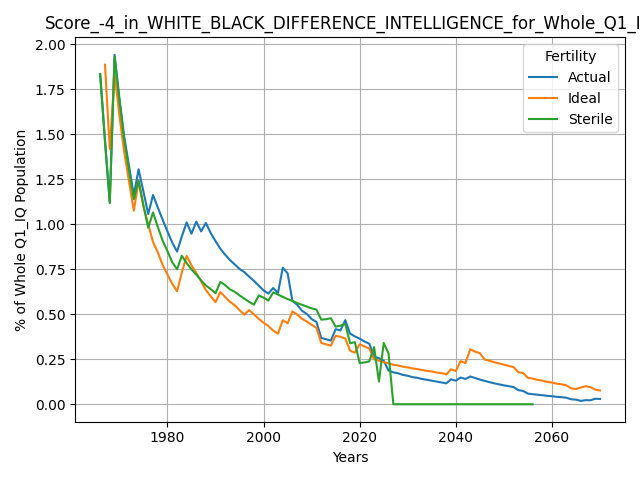 Score_-4_in_WHITE_BLACK_DIFFERENCE_INTELLIGENCE_for_Whole_Q1_I
Fertility
Actual
Ideal
Sterile
% of Whole Q1_IQ Population
2.00
1.75
1.50
1.25
1.00
0.75
0.50
0.25
0.00
1980 2000 2020 2040 2060
Years